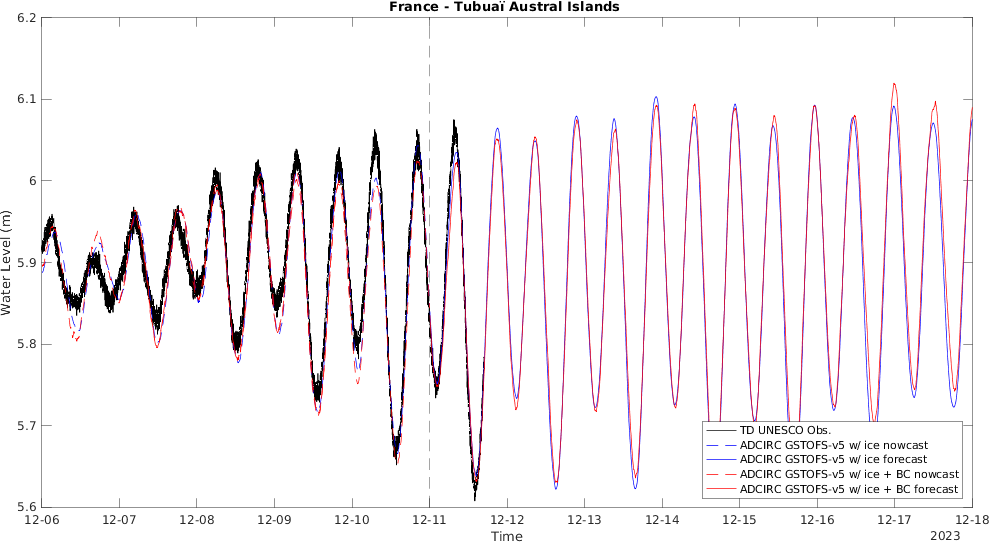 France - Tubuaï Austral Islands
6.2
6.1
6
5.9
5.8
5.7
5.6
Water Level (m)
TD UNESCO Obs.
ADCIRC GSTOFS-v5 w/ ice nowcast
ADCIRC GSTOFS-v5 w/ ice forecast
ADCIRC GSTOFS-v5 w/ ice + BC nowcast
ADCIRC GSTOFS-v5 w/ ice + BC forecast
12-06 12-07 12-08 12-09 12-10 12-11 12-12 12-13 12-14 12-15 12-16 12-17 12-18
Time
2023